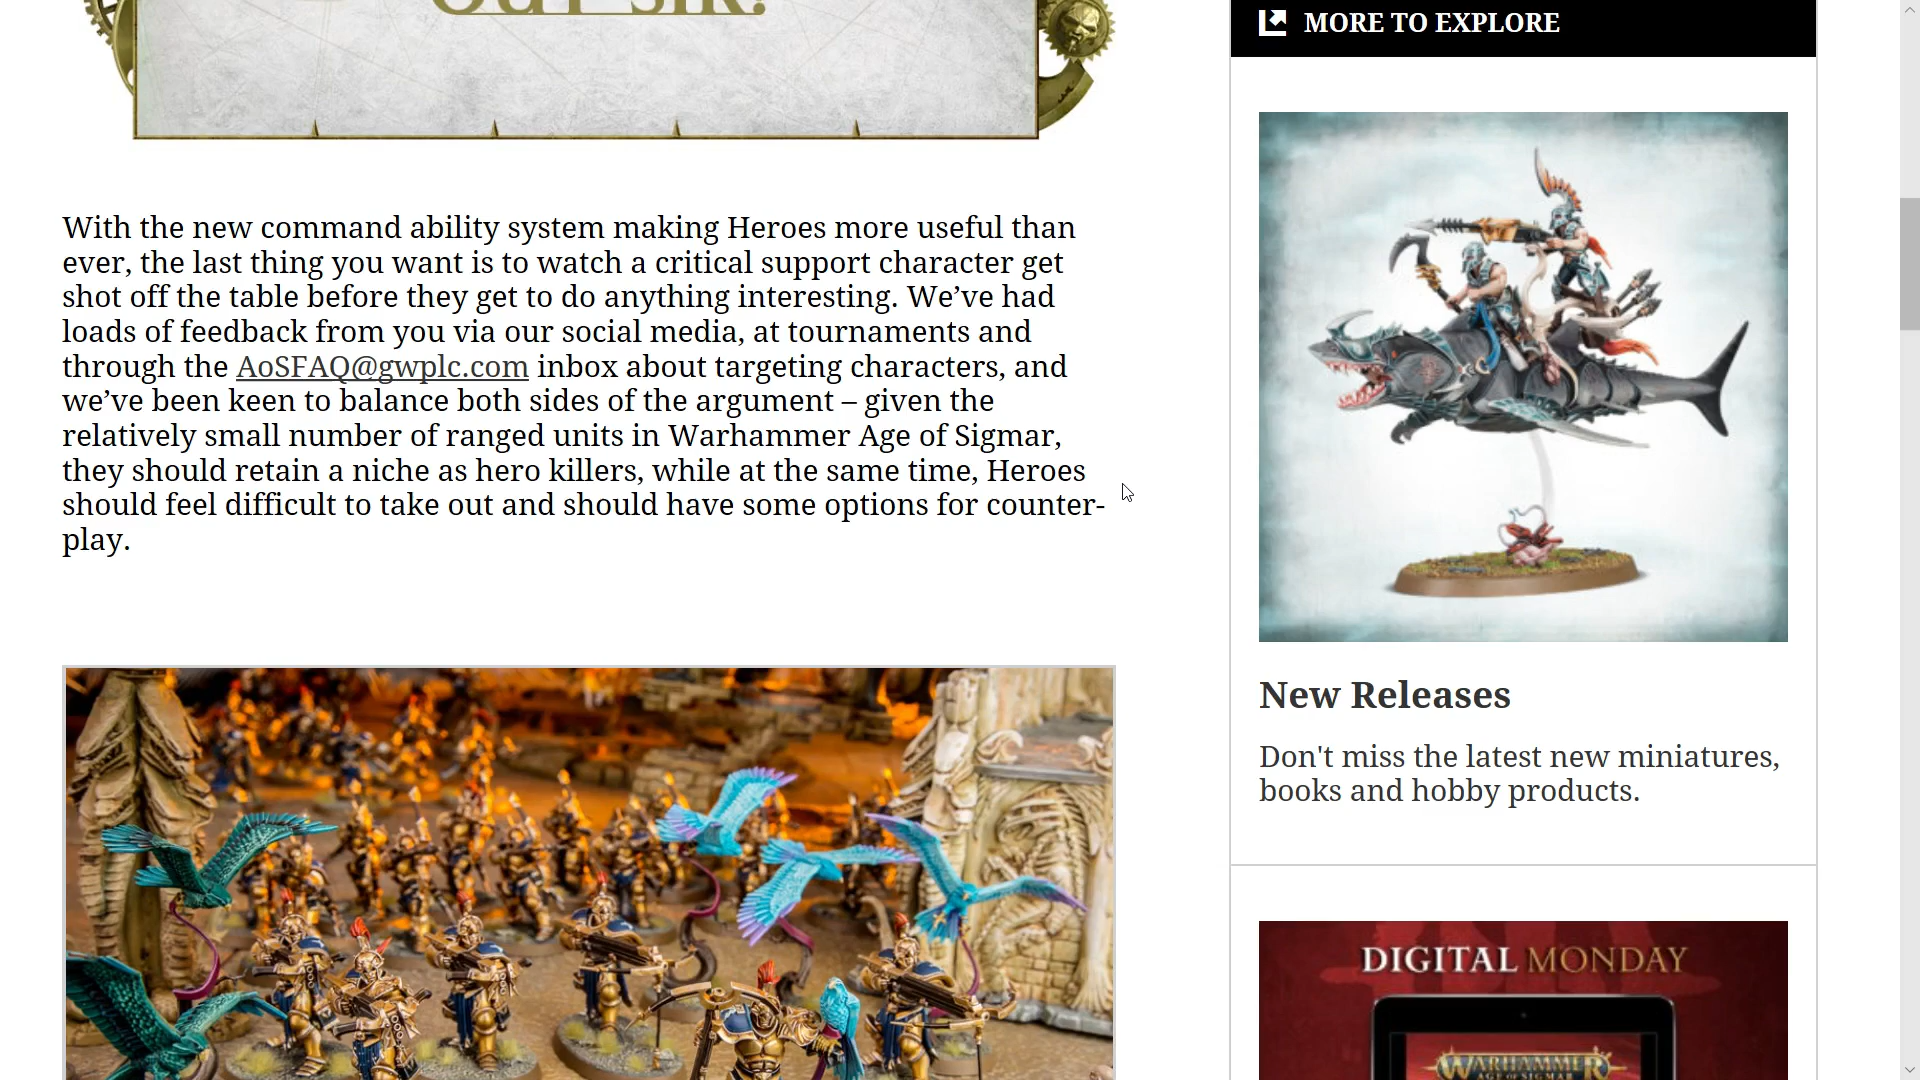 OUT SIR!
With the new command ability system making Heroes more useful than
ever, the last thing you want is to watch a critical support character get
shot off the table before they get to do anything interesting. We’ve had
loads of feedback from you via our social media, at tournaments and
through the AoSFAQ@gwplc.com inbox about targeting characters, and
we’ve been keen to balance both sides of the argument – given the
relatively small number of ranged units in Warhammer Age of Sigmar,
they should retain a niche as hero killers, while at the same time, Heroes
should feel difficult to take out and should have some options for counter-
play.
MORE TO EXPLORE
New Releases
Don't miss the latest new miniatures,
books and hobby products.
DIGITAL MONDAY
WARHAMMER
AGE OF SIGMAR